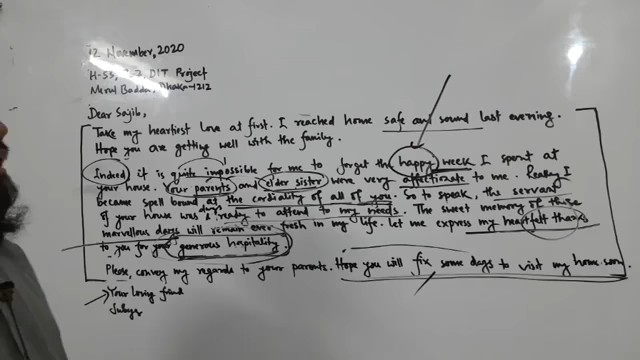 12 November, 2020
H-53, DIT Project
Merul Badda, Dhaka-1212
Dear Sajib,
Take my heartiest love at first. I reached home safe and sound last evening.
Hope you are getting well with the family.
Indeed it is quite impossible for me to forget the happy week I spent at
your house. Your parents and elder sister were very affectionate to me. Really I
became spell bound at the cordiality of all of you. So to speak, the servant
of your house was always ready to attend to my needs. The sweet memory of those
marvellous days will remain ever fresh in my life. Let me express my heartfelt thanks
to you for your generous hospitality.
Please, convey my regards to your parents. Hope you will fix some days to visit my home soon.
Your loving friend